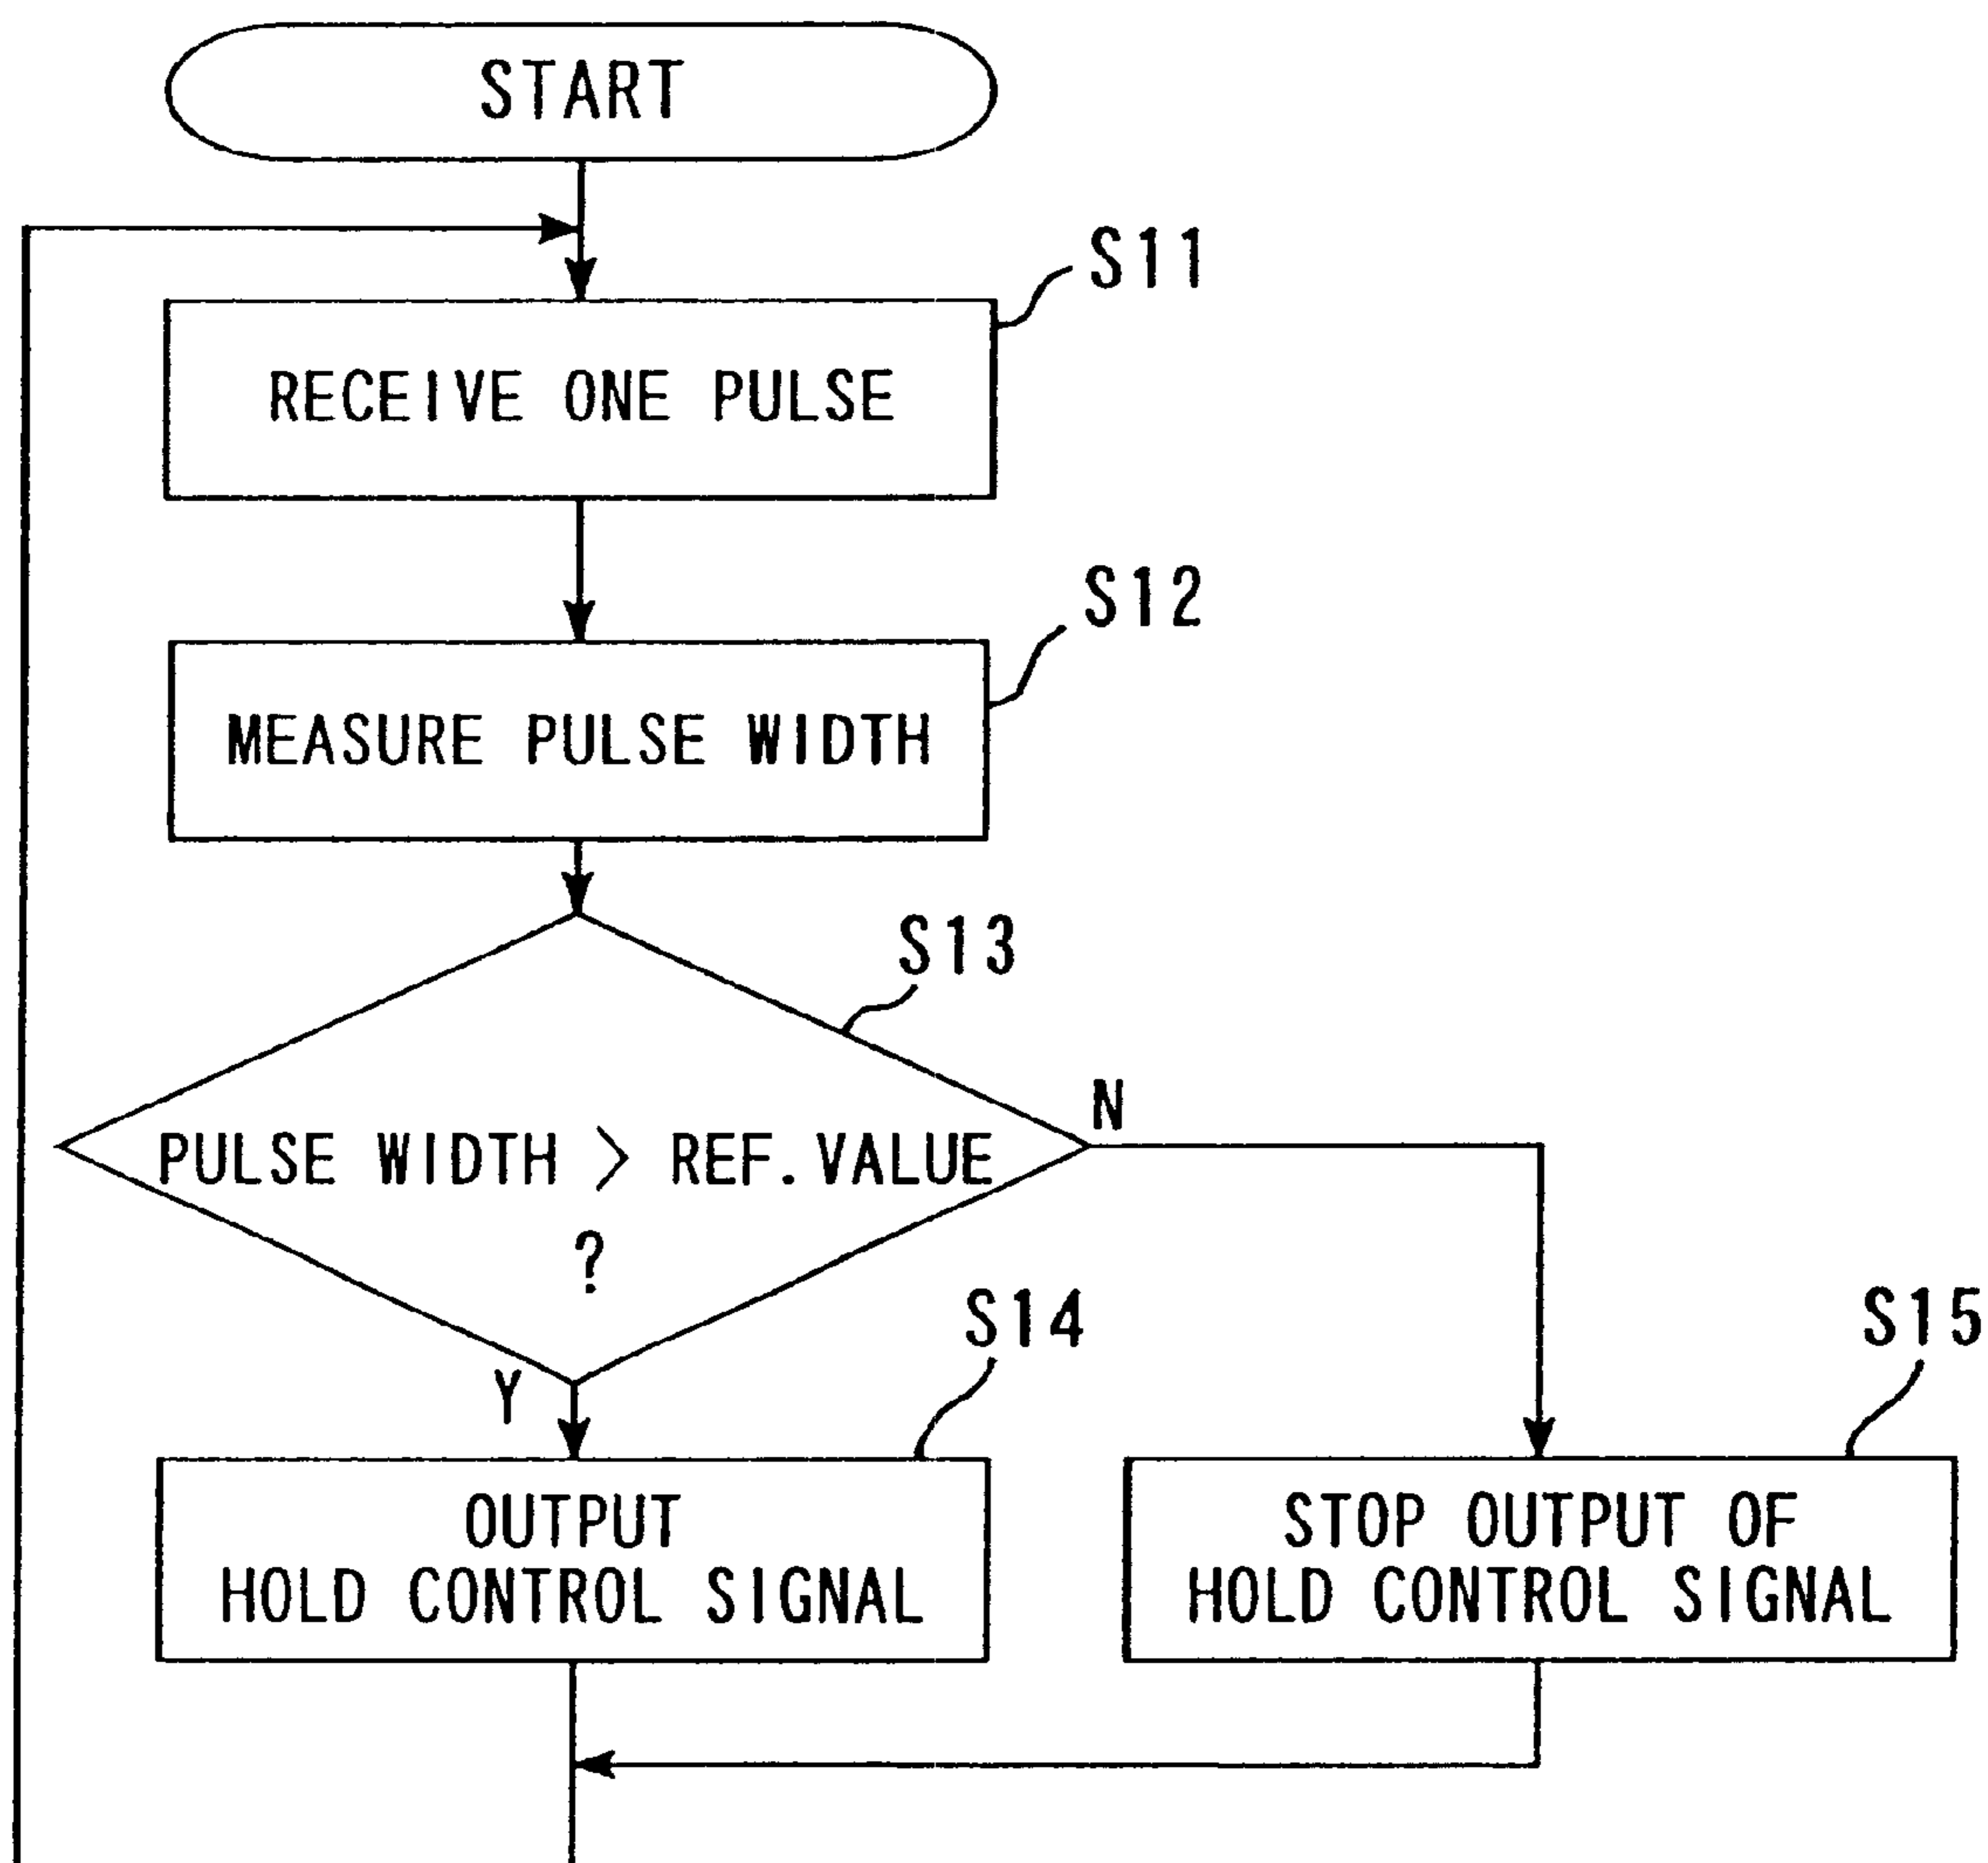 START
S11
RECEIVE ONE PULSE
S12
MEASURE PULSE WIDTH
S13
N
PULSE WIDTH > REF.VALUE
?
Y
S14
S15
OUTPUT
HOLD CONTROL SIGNAL
STOP OUTPUT OF
HOLD CONTROL SIGNAL